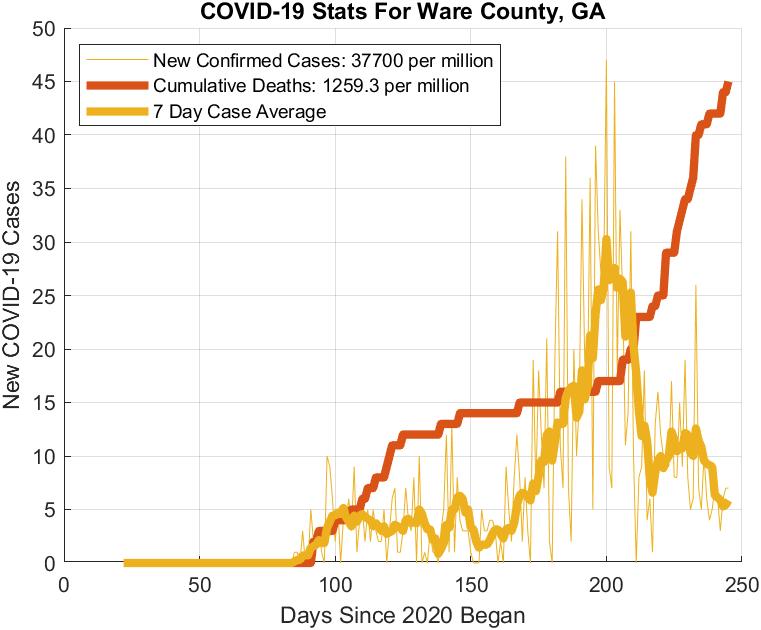 COVID-19 Stats For Ware County, GA
New Confirmed Cases: 37700 per million
Cumulative Deaths: 1259.3 per million
7 Day Case Average
New COVID-19 Cases
50
45
40
35
30
25
20
15
10
5
0
0 50 100 150 200 250
Days Since 2020 Began